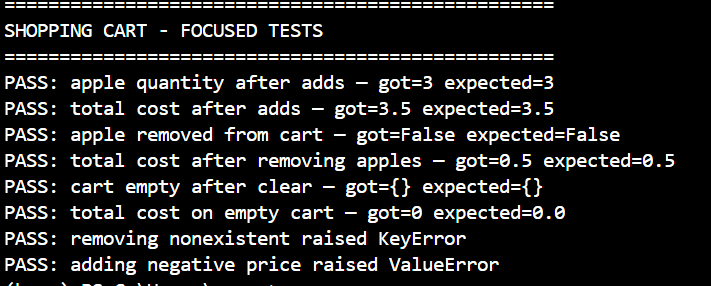 ==================================================
SHOPPING CART - FOCUSED TESTS
==================================================
PASS: apple quantity after adds — got=3 expected=3
PASS: total cost after adds — got=3.5 expected=3.5
PASS: apple removed from cart — got=False expected=False
PASS: total cost after removing apples — got=0.5 expected=0.5
PASS: cart empty after clear — got={} expected={}
PASS: total cost on empty cart — got=0 expected=0.0
PASS: removing nonexistent raised KeyError
PASS: adding negative price raised ValueError